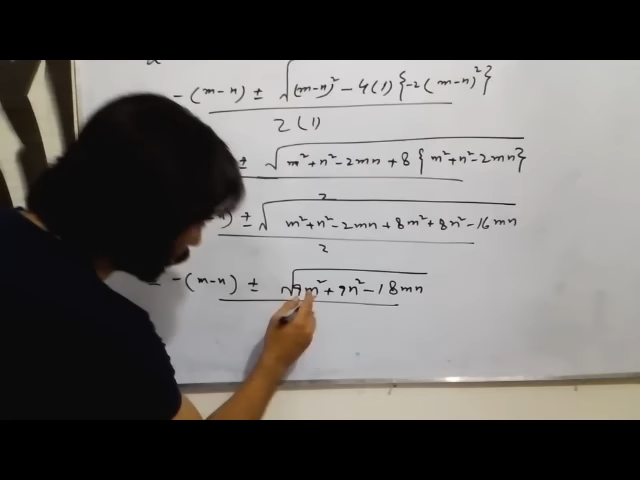 -(m-n) ± √(m-n)² - 4(1){-2(m-n)²}
2(1)
± √m²+n²-2mn+8{m²+n²-2mn}
2
) ± √m²+n²-2mn+8m²+8n²-16mn
2
= -(m-n) ± √9m²+9n²-18mn